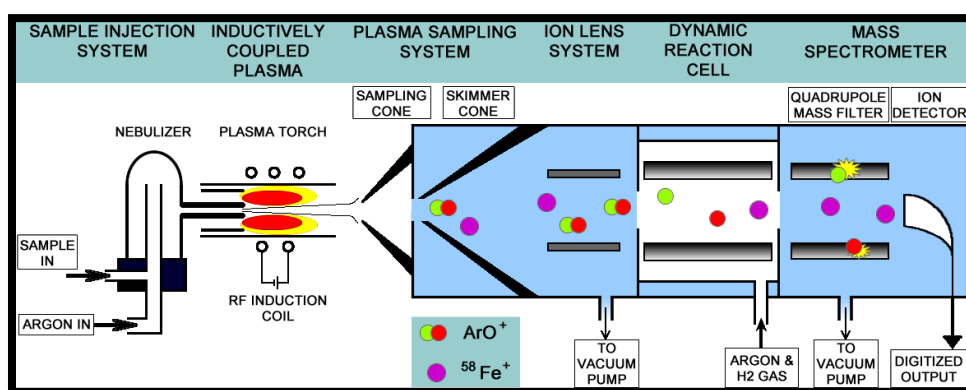 SAMPLE INJECTION
SYSTEM
INDUCTIVELY
COUPLED
PLASMA
PLASMA SAMPLING
SYSTEM
ION LENS
SYSTEM
DYNAMIC
REACTION
CELL
MASS
SPECTROMETER
SAMPLING
CONE
SKIMMER
CONE
QUADRUPOLE
MASS FILTER
ION
DETECTOR
NEBULIZER
PLASMA TORCH
SAMPLE
IN
ARGON IN
RF INDUCTION
COIL
ArO+
58Fe+
TO
VACUUM
PUMP
ARGON &
H2 GAS
TO
VACUUM
PUMP
DIGITIZED
OUTPUT